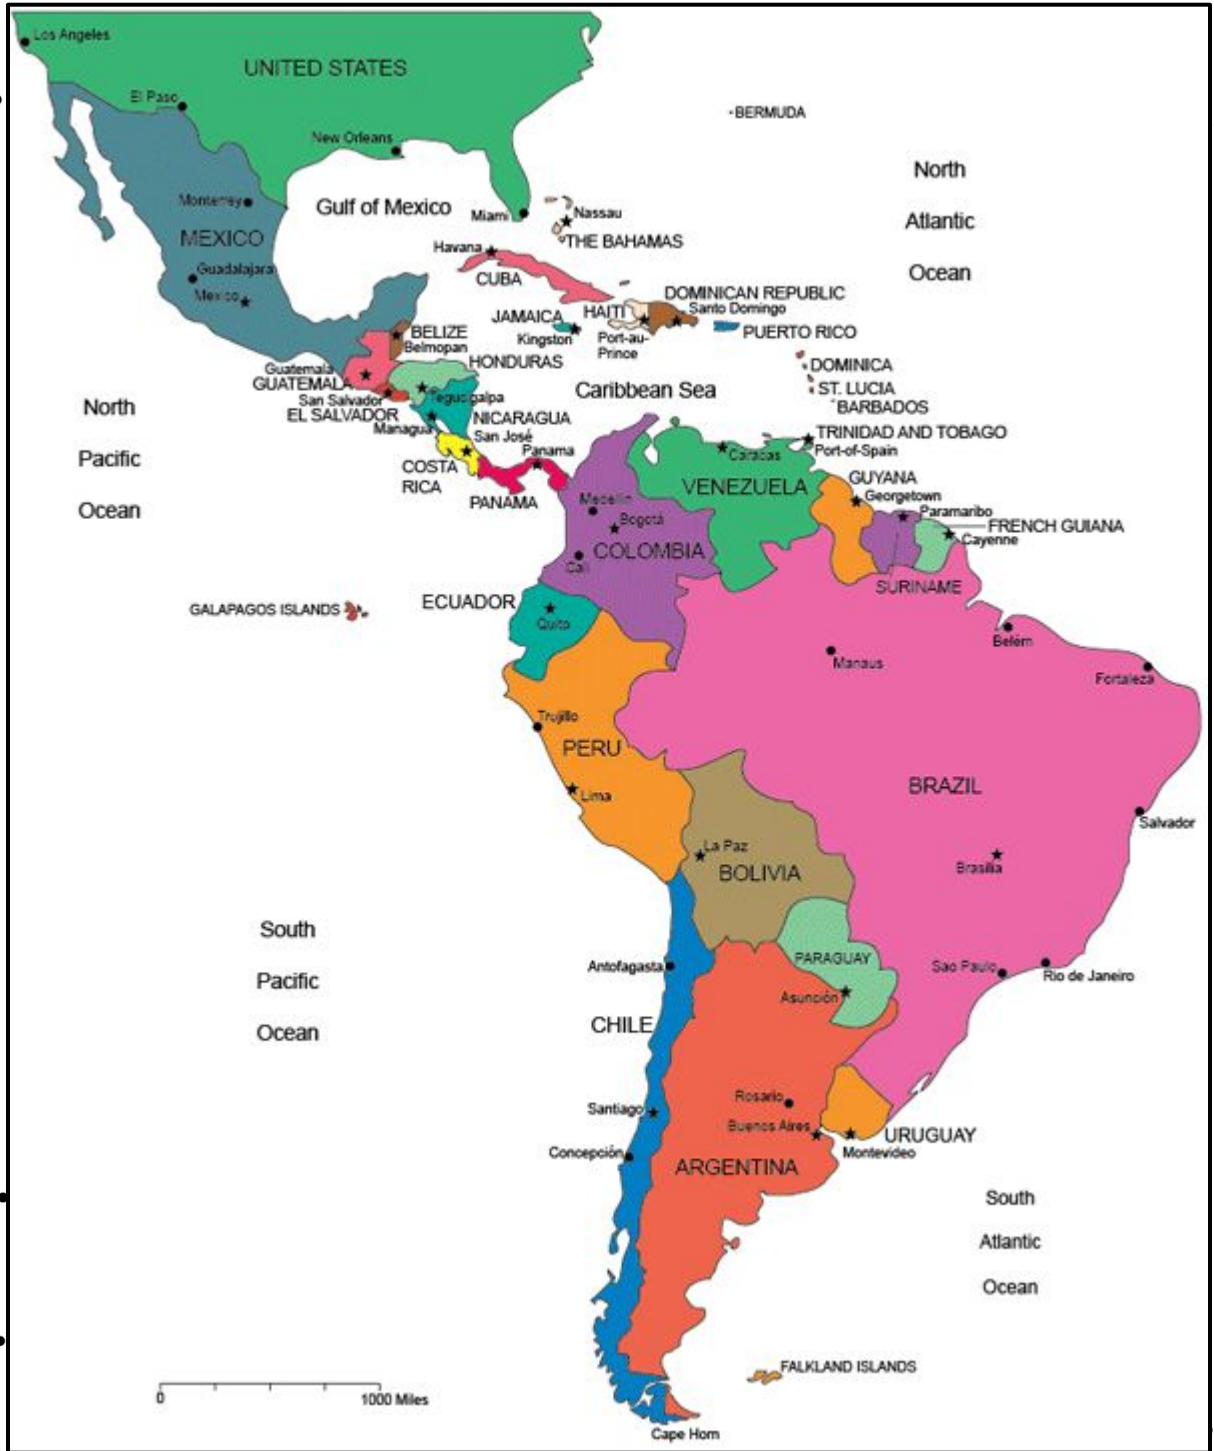 Los Angeles
UNITED STATES
El Paso
BERMUDA
New Orleans
North
Atlantic
Ocean
Monterrey
Gulf of Mexico
Miami
Nassau
MEXICO
THE BAHAMAS
Havana
Guadalajara
CUBA
Mexico
DOMINICAN REPUBLIC
Santo Domingo
HAITI
JAMAICA
Kingston
Port-au-
Prince
PUERTO RICO
BELIZE
Belmopan
HONDURAS
DOMINICA
Guatemala
GUATEMALA
Caribbean Sea
ST. LUCIA
San Salvador
Tegucigalpa
BARBADOS
North
Pacific
Ocean
EL SALVADOR
NICARAGUA
Managua
San José
TRINIDAD AND TOBAGO
Port-of-Spain
Panama
Caracas
COSTA
RICA
PANAMA
VENEZUELA
GUYANA
Georgetown
Medellín
Paramaribo
Bogotá
FRENCH GUIANA
Cayenne
COLOMBIA
Cali
SURINAME
ECUADOR
GALAPAGOS ISLANDS
Quito
Belém
Manaus
Fortaleza
Trujillo
PERU
BRAZIL
Lima
Salvador
La Paz
BOLIVIA
Brasilia
South
Pacific
Ocean
PARAGUAY
Antofagasta
Sao Paulo
Rio de Janeiro
Asunción
CHILE
Rosario
Santiago
Buenos Aires
URUGUAY
Concepción
Montevideo
ARGENTINA
South
Atlantic
Ocean
FALKLAND ISLANDS
0
1000 Miles
Cape Horn